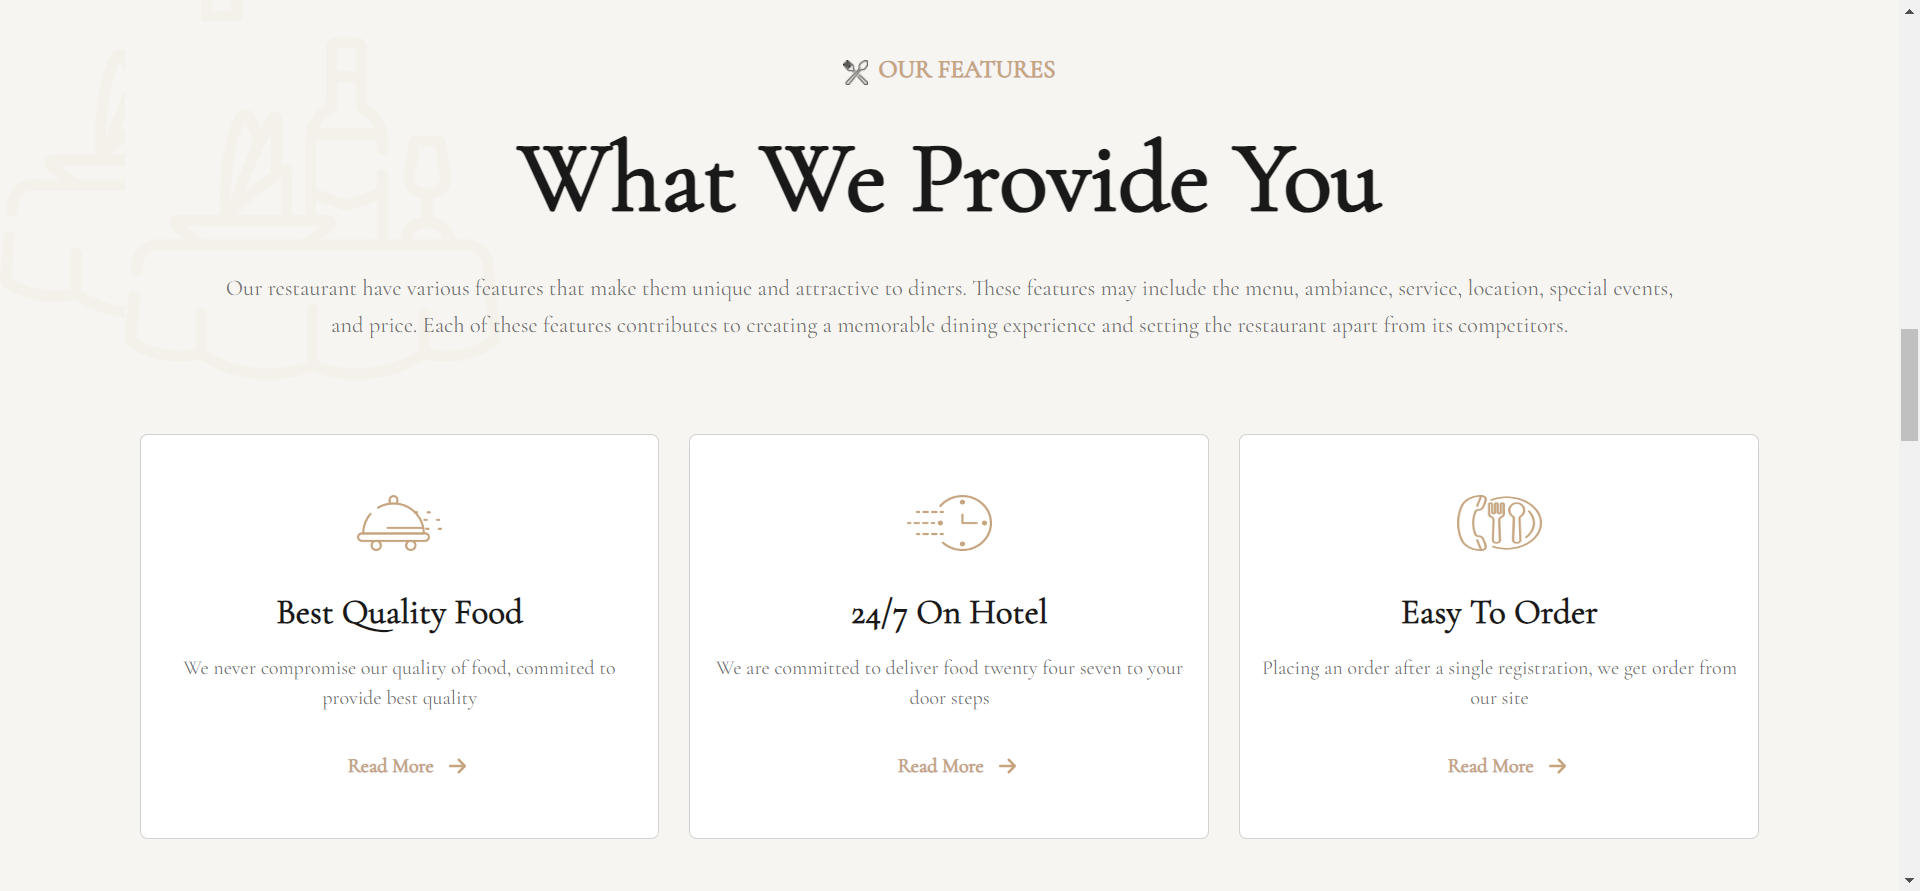 OUR FEATURES
What We Provide You
Our restaurant have various features that make them unique and attractive to diners. These features may include the menu, ambiance, service, location, special events,
and price. Each of these features contributes to creating a memorable dining experience and setting the restaurant apart from its competitors.
Best Quality Food
We never compromise our quality of food, commited to
provide best quality
Read More
24/7 On Hotel
We are committed to deliver food twenty four seven to your
door steps
Read More
Easy To Order
Placing an order after a single registration, we get order from
our site
Read More